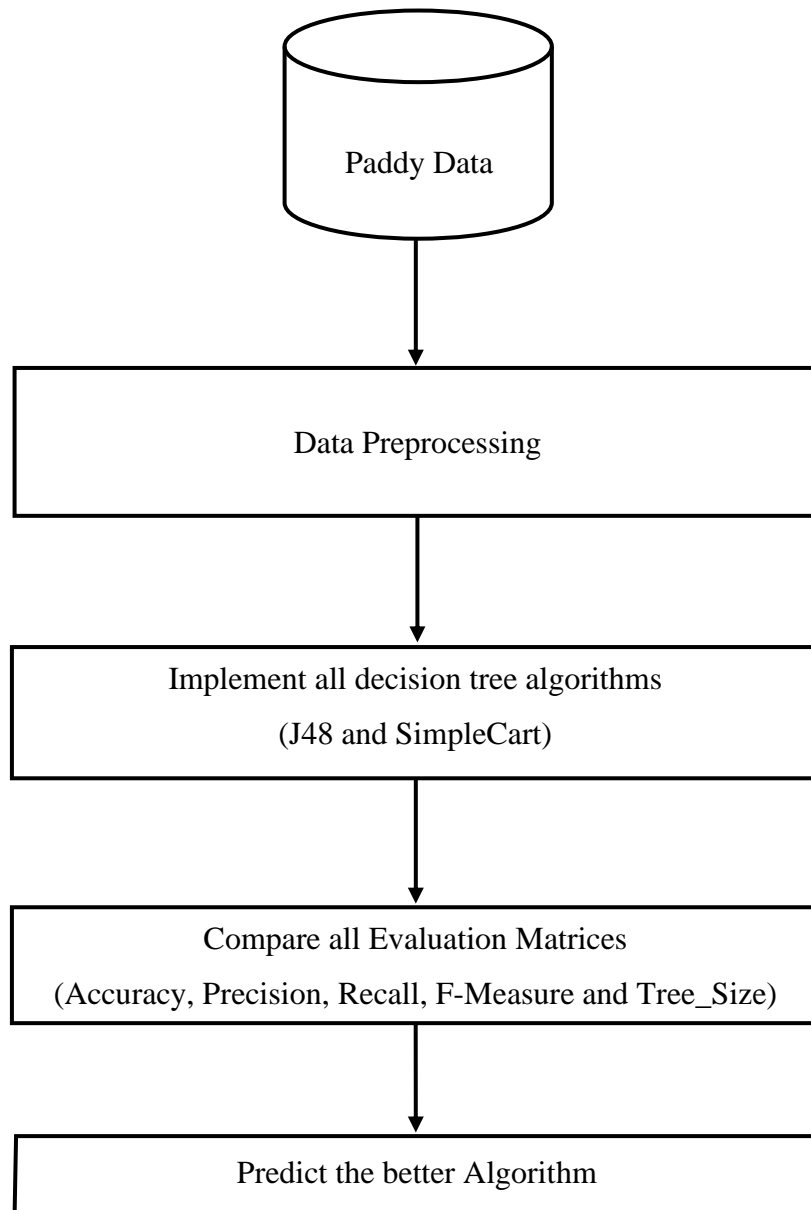 Paddy Data
Data Preprocessing
Implement all decision tree algorithms
(J48 and SimpleCart)
Compare all Evaluation Matrices
(Accuracy, Precision, Recall, F-Measure and Tree_Size)
Predict the better Algorithm